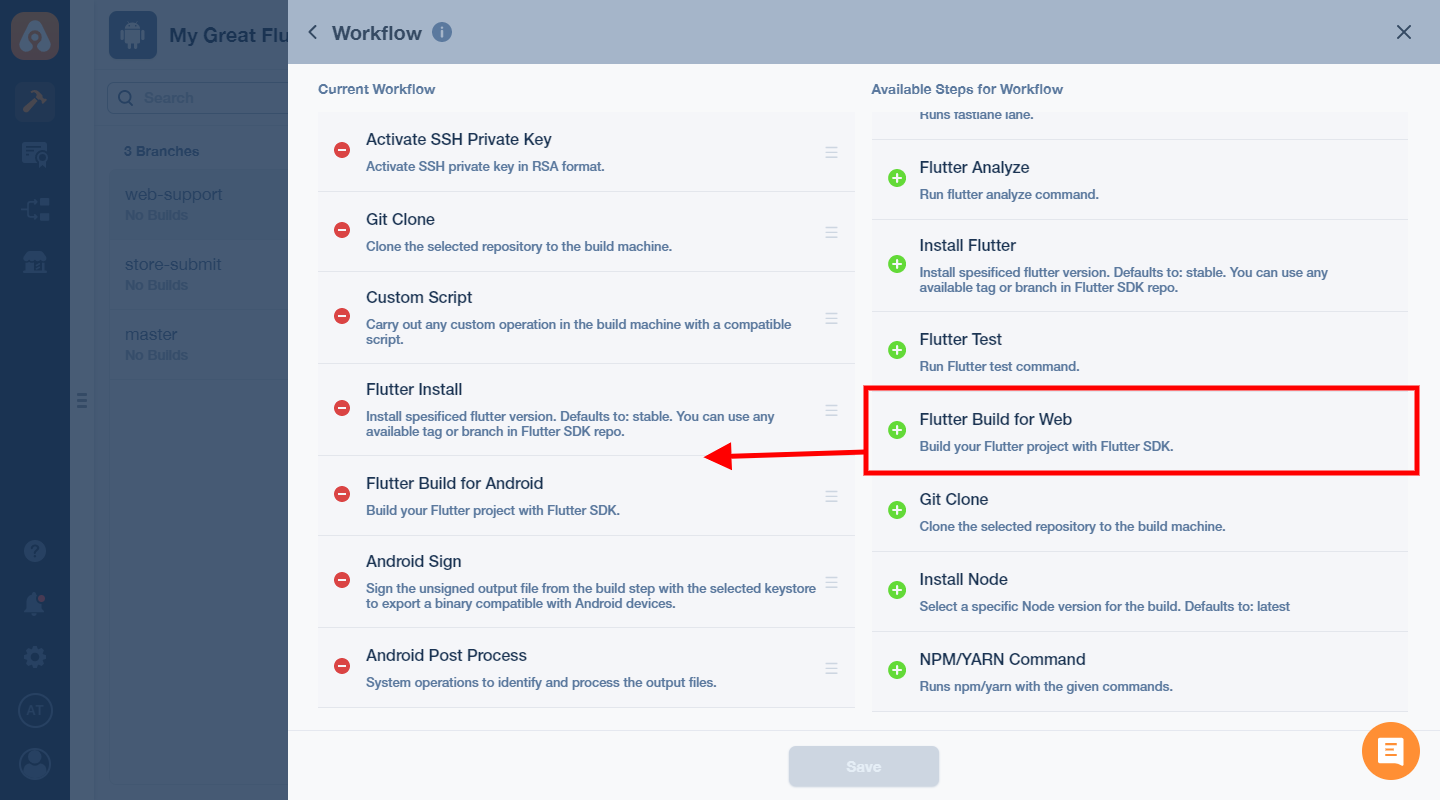 My Great Flu
Search
3 Branches
web-support
No Builds
store-submit
No Builds
master
No Builds
AT
Workflow
Current Workflow
Activate SSH Private Key
Activate SSH private key in RSA format.
Git Clone
Clone the selected repository to the build machine.
Custom Script
Carry out any custom operation in the build machine with a compatible
script.
Flutter Install
Install spesificed flutter version. Defaults to: stable. You can use any
available tag or branch in Flutter SDK repo.
Flutter Build for Android
Build your Flutter project with Flutter SDK.
Android Sign
Sign the unsigned output file from the build step with the selected keystore
to export a binary compatible with Android devices.
Android Post Process
System operations to identify and process the output files.
Available Steps for Workflow
Runs fastlane lane.
Flutter Analyze
Run flutter analyze command.
Install Flutter
Install spesificed flutter version. Defaults to: stable. You can use any
available tag or branch in Flutter SDK repo.
Flutter Test
Run Flutter test command.
Flutter Build for Web
Build your Flutter project with Flutter SDK.
Git Clone
Clone the selected repository to the build machine.
Install Node
Select a specific Node version for the build. Defaults to: latest
NPM/YARN Command
Runs npm/yarn with the given commands.
Save